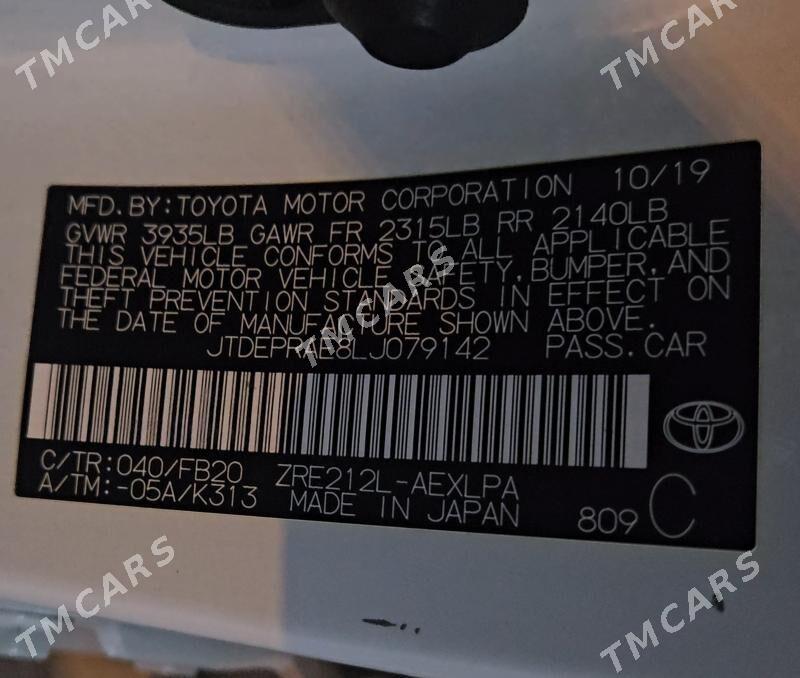 TMCARS
TMCARS
MFD.BY:TOYOTA MOTOR CORPORATION 10/19
GVWR 3935LB GAWR FR 2315LB RR 2140LB
THIS VEHICLE CONFORMS TO ALL APPLICABLE
FEDERAL MOTOR VEHICLE SAFETY,BUMPER,AND
THEFT PREVENTION STANDARDS IN EFFECT ON
THE DATE OF MANUFACTURE SHOWN ABOVE.
TMCARS
PASS.CAR
C/TR:040/FB20 ZRE212L-AEXLPA
A/TM:-05A/K313 MADE IN JAPAN 809 C
TMCARS
TMCARS